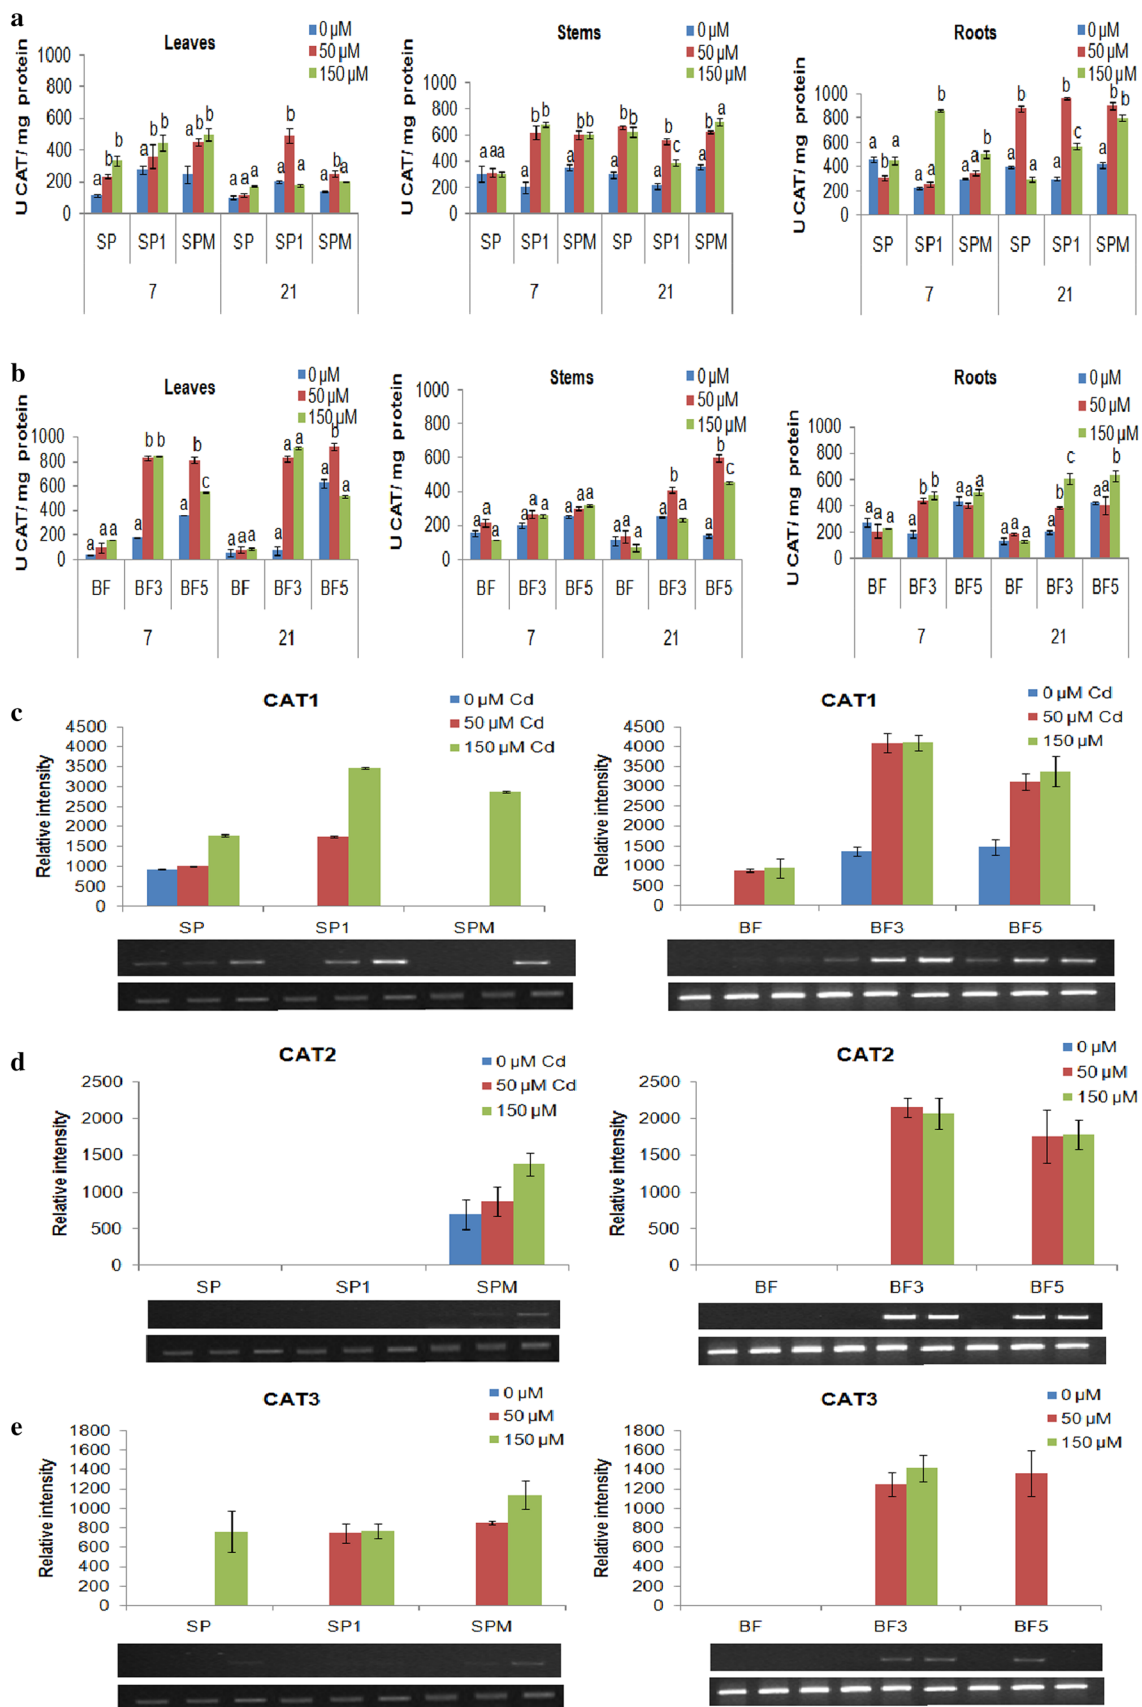 a
Leaves
0 µM
50 µM
150 µM
U CAT/ mg protein
1000
800
600
400
200
0
a b b a b b a b b a a a a b a a b a
SP SP1 SPM SP SP1 SPM
7 21
Stems
0 µM
50 µM
150 µM
U CAT/ mg protein
1000
800
600
400
200
0
a a a a b b a b b a b b a b c a b a
SP SP1 SPM SP SP1 SPM
7 21
Roots
0 µM
50 µM
150 µM
U CAT/ mg protein
1000
800
600
400
200
0
a b a a a b a a b a b a a b c a b b
SP SP1 SPM SP SP1 SPM
7 21
b
Leaves
0 µM
50 µM
150 µM
U CAT/ mg protein
1000
800
600
400
200
0
a a a a b b a b c a a a a a a a b a
BF BF3 BF5 BF BF3 BF5
7 21
Stems
0 µM
50 µM
150 µM
U CAT/ mg protein
1000
800
600
400
200
0
a a a a a a a a a a a a a b a a b c
BF BF3 BF5 BF BF3 BF5
7 21
Roots
0 µM
50 µM
150 µM
U CAT/ mg protein
1000
800
600
400
200
0
a a a a b b a a a a a a a b c a a b
BF BF3 BF5 BF BF3 BF5
7 21
c
CAT1
0 µM Cd
50 µM Cd
150 µM Cd
Relative intensity
4500
4000
3500
3000
2500
2000
1500
1000
500
0
SP SP1 SPM
CAT1
0 µM Cd
50 µM Cd
150 µM
Relative intensity
4500
4000
3500
3000
2500
2000
1500
1000
500
0
BF BF3 BF5
d
CAT2
0 µM Cd
50 µM Cd
150 µM
Relative intensity
2500
2000
1500
1000
500
0
SP SP1 SPM
CAT2
0 µM
50 µM
150 µM
Relative intensity
2500
2000
1500
1000
500
0
BF BF3 BF5
e
CAT3
0 µM
50 µM
150 µM
Relative intensity
1800
1600
1400
1200
1000
800
600
400
200
0
SP SP1 SPM
CAT3
0 µM
50 µM
150 µM
Relative intensity
1800
1600
1400
1200
1000
800
600
400
200
0
BF BF3 BF5